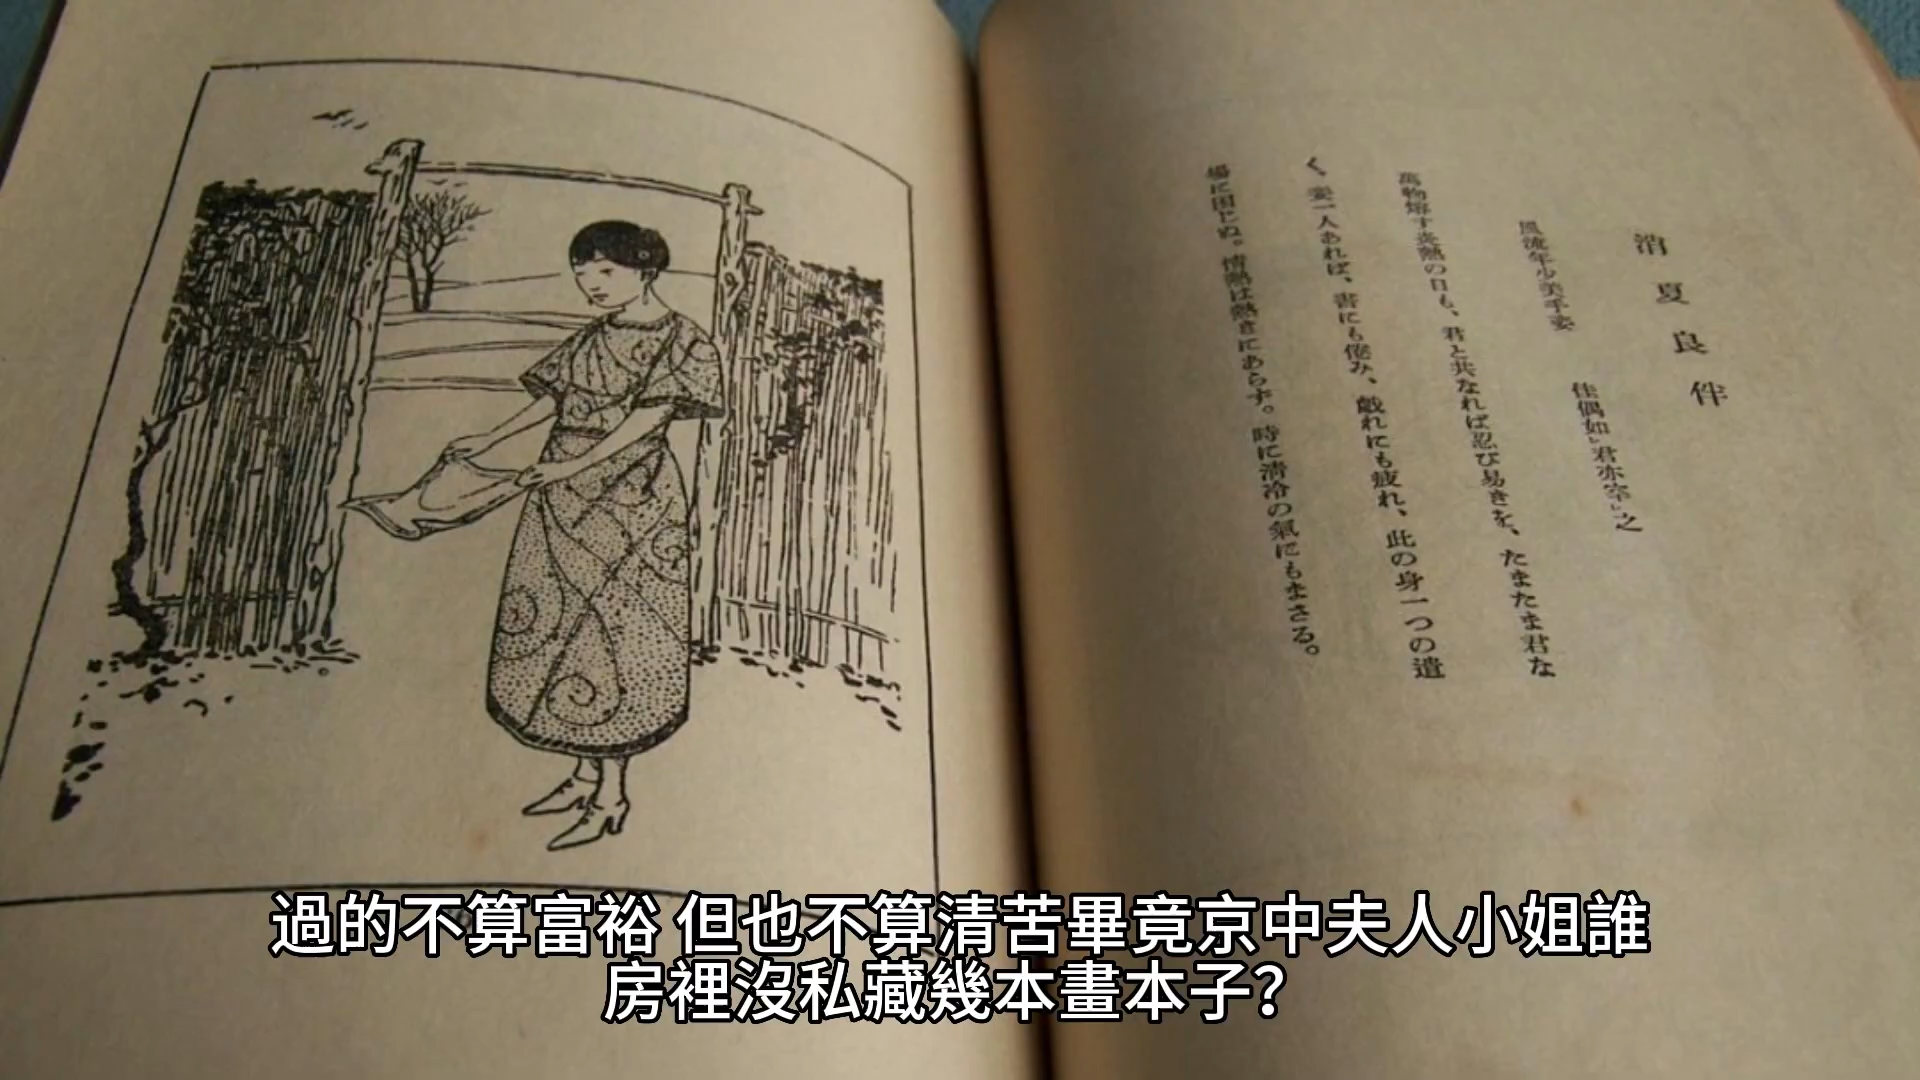 消夏良伴
風流年少美手姿 佳偶如レ君亦罕レ之
萬物熔す炎熱の日も、君と共なれば忍び易きを、たまたま君な
く、妾一人あれば、書にも倦み、戯れにも疲れ、此の身一つの遣
場に困じぬ。情熱は熱きにあらず。時に淸冷の氣にもまさる。
過的不算富裕 但也不算清苦畢竟京中夫人小姐誰
房裡沒私藏幾本畫本子？